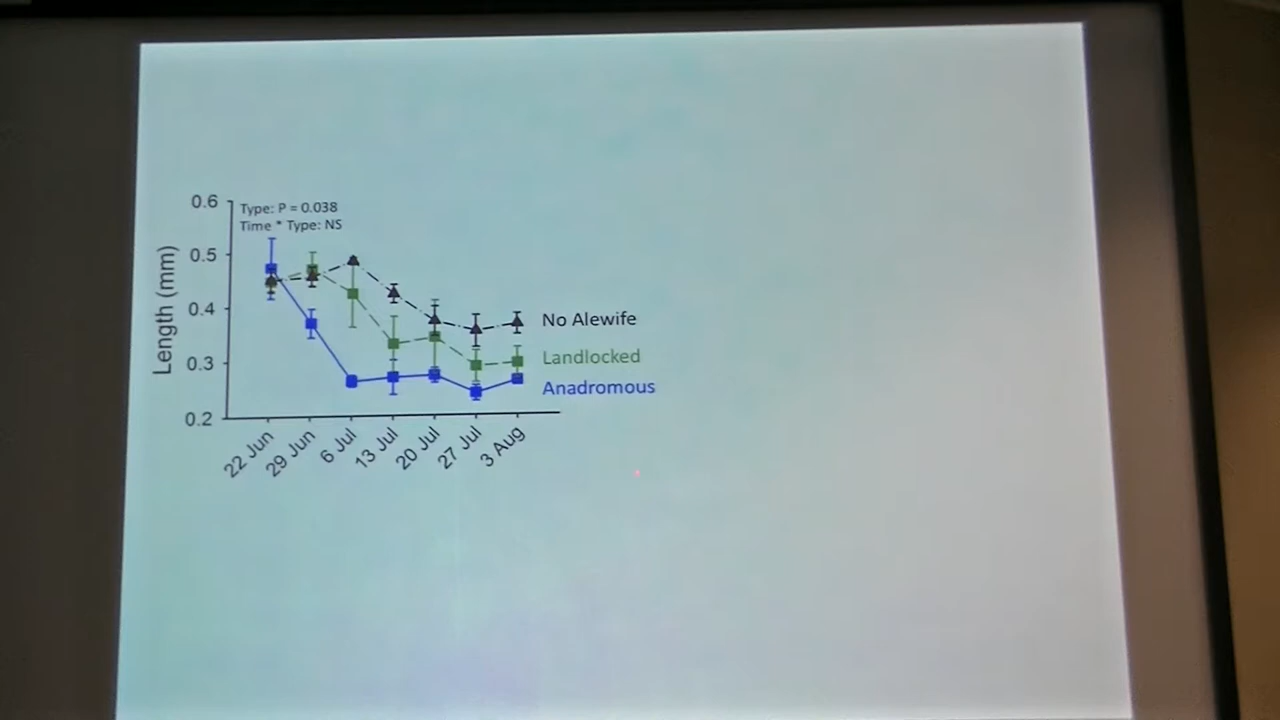 Type: P = 0.038
Time * Type: NS
0.6
0.5
0.4
0.3
0.2
Length (mm)
No Alewife
Landlocked
Anadromous
22 Jun
29 Jun
6 Jul
13 Jul
20 Jul
27 Jul
3 Aug